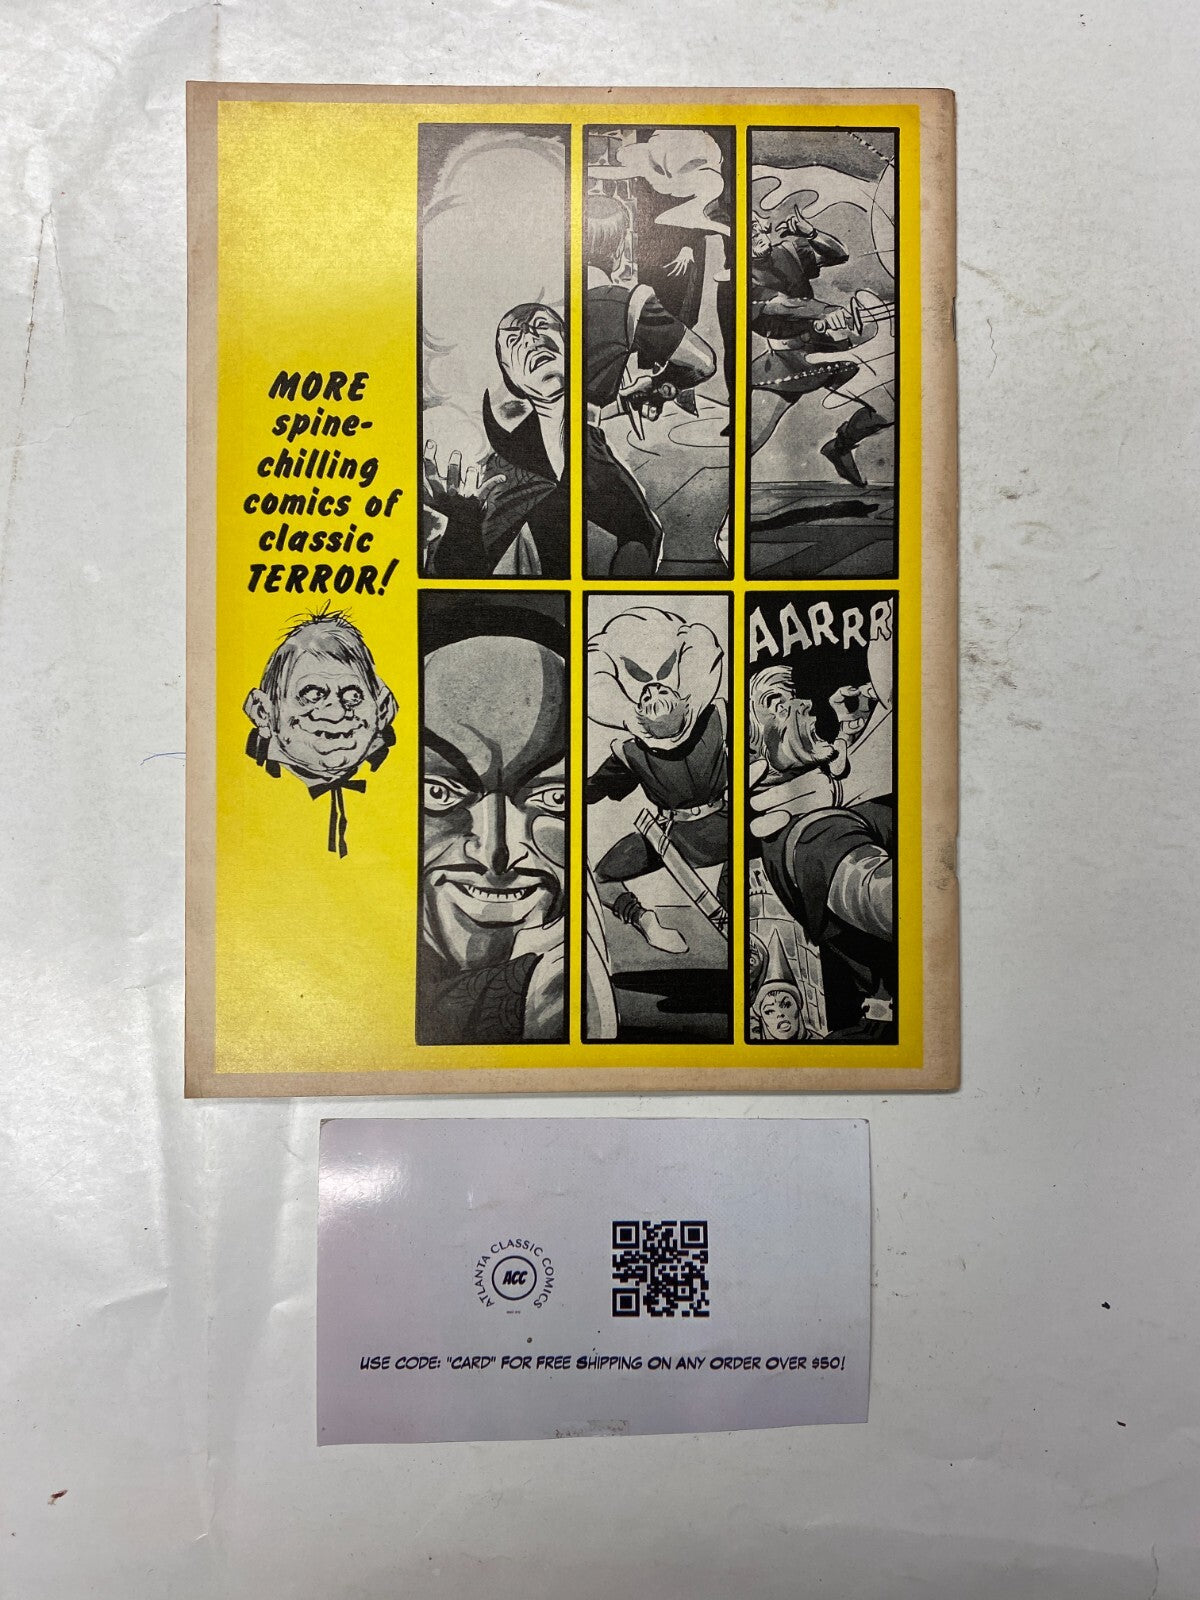 MORE
spine-
chilling
comics of
classic
TERROR!
AARRR
ATLANTA CLASSIC COMICS
ACC
USE CODE: "CARD" FOR FREE SHIPPING ON ANY ORDER OVER $50!